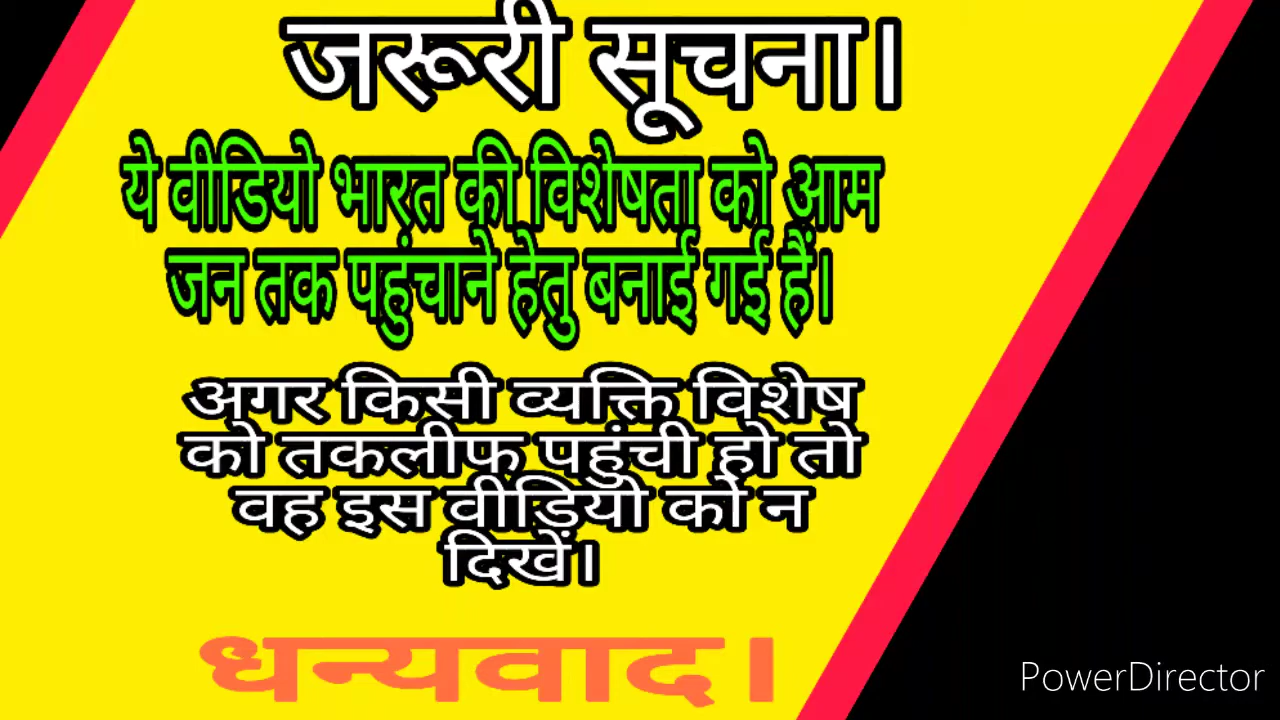 जरूरी सूचना।
ये वीडियो भारत की विशेषता को आम
जन तक पहुंचाने हेतु बनाई गई हैं।
अगर किसी व्यक्ति विशेष
को तकलीफ पहुंची हो तो
वह इस वीडियो को न
दिखें।
धन्यवाद।
PowerDirector